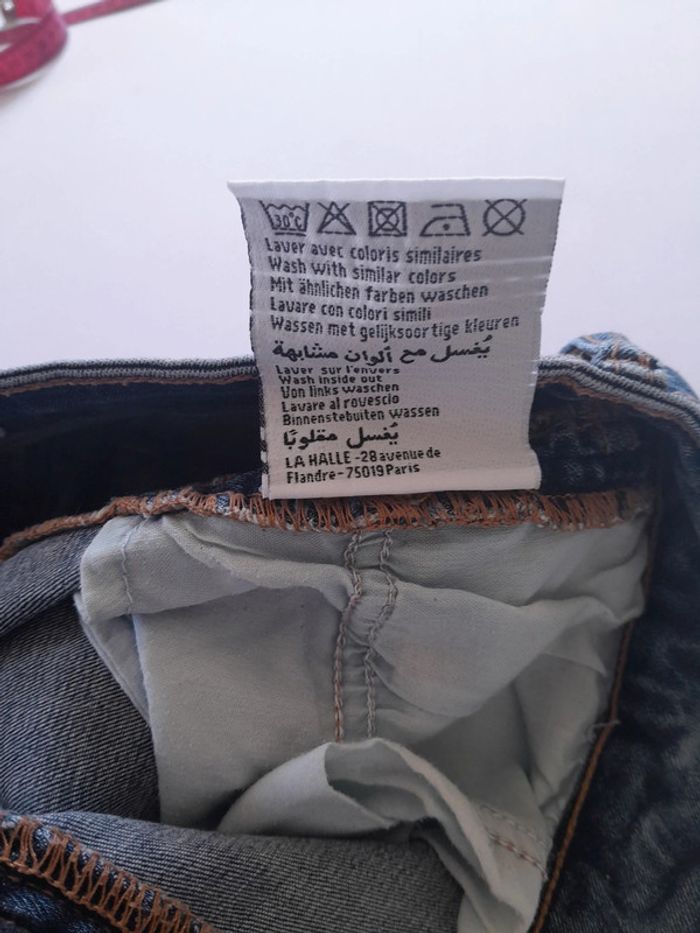 30°C
Laver avec coloris similaires
Wash with similar colors
Mit ähnlichen farben waschen
Lavare con colori simili
Wassen met gelijksoortige kleuren
يُغسل مع ألوان مشابهة
Laver sur l'envers
Wash inside out
Von links waschen
Lavare al rovescio
Binnenstebuiten wassen
يُغسل مقلوبًا
LA HALLE -28 avenue de
Flandre-75019 Paris